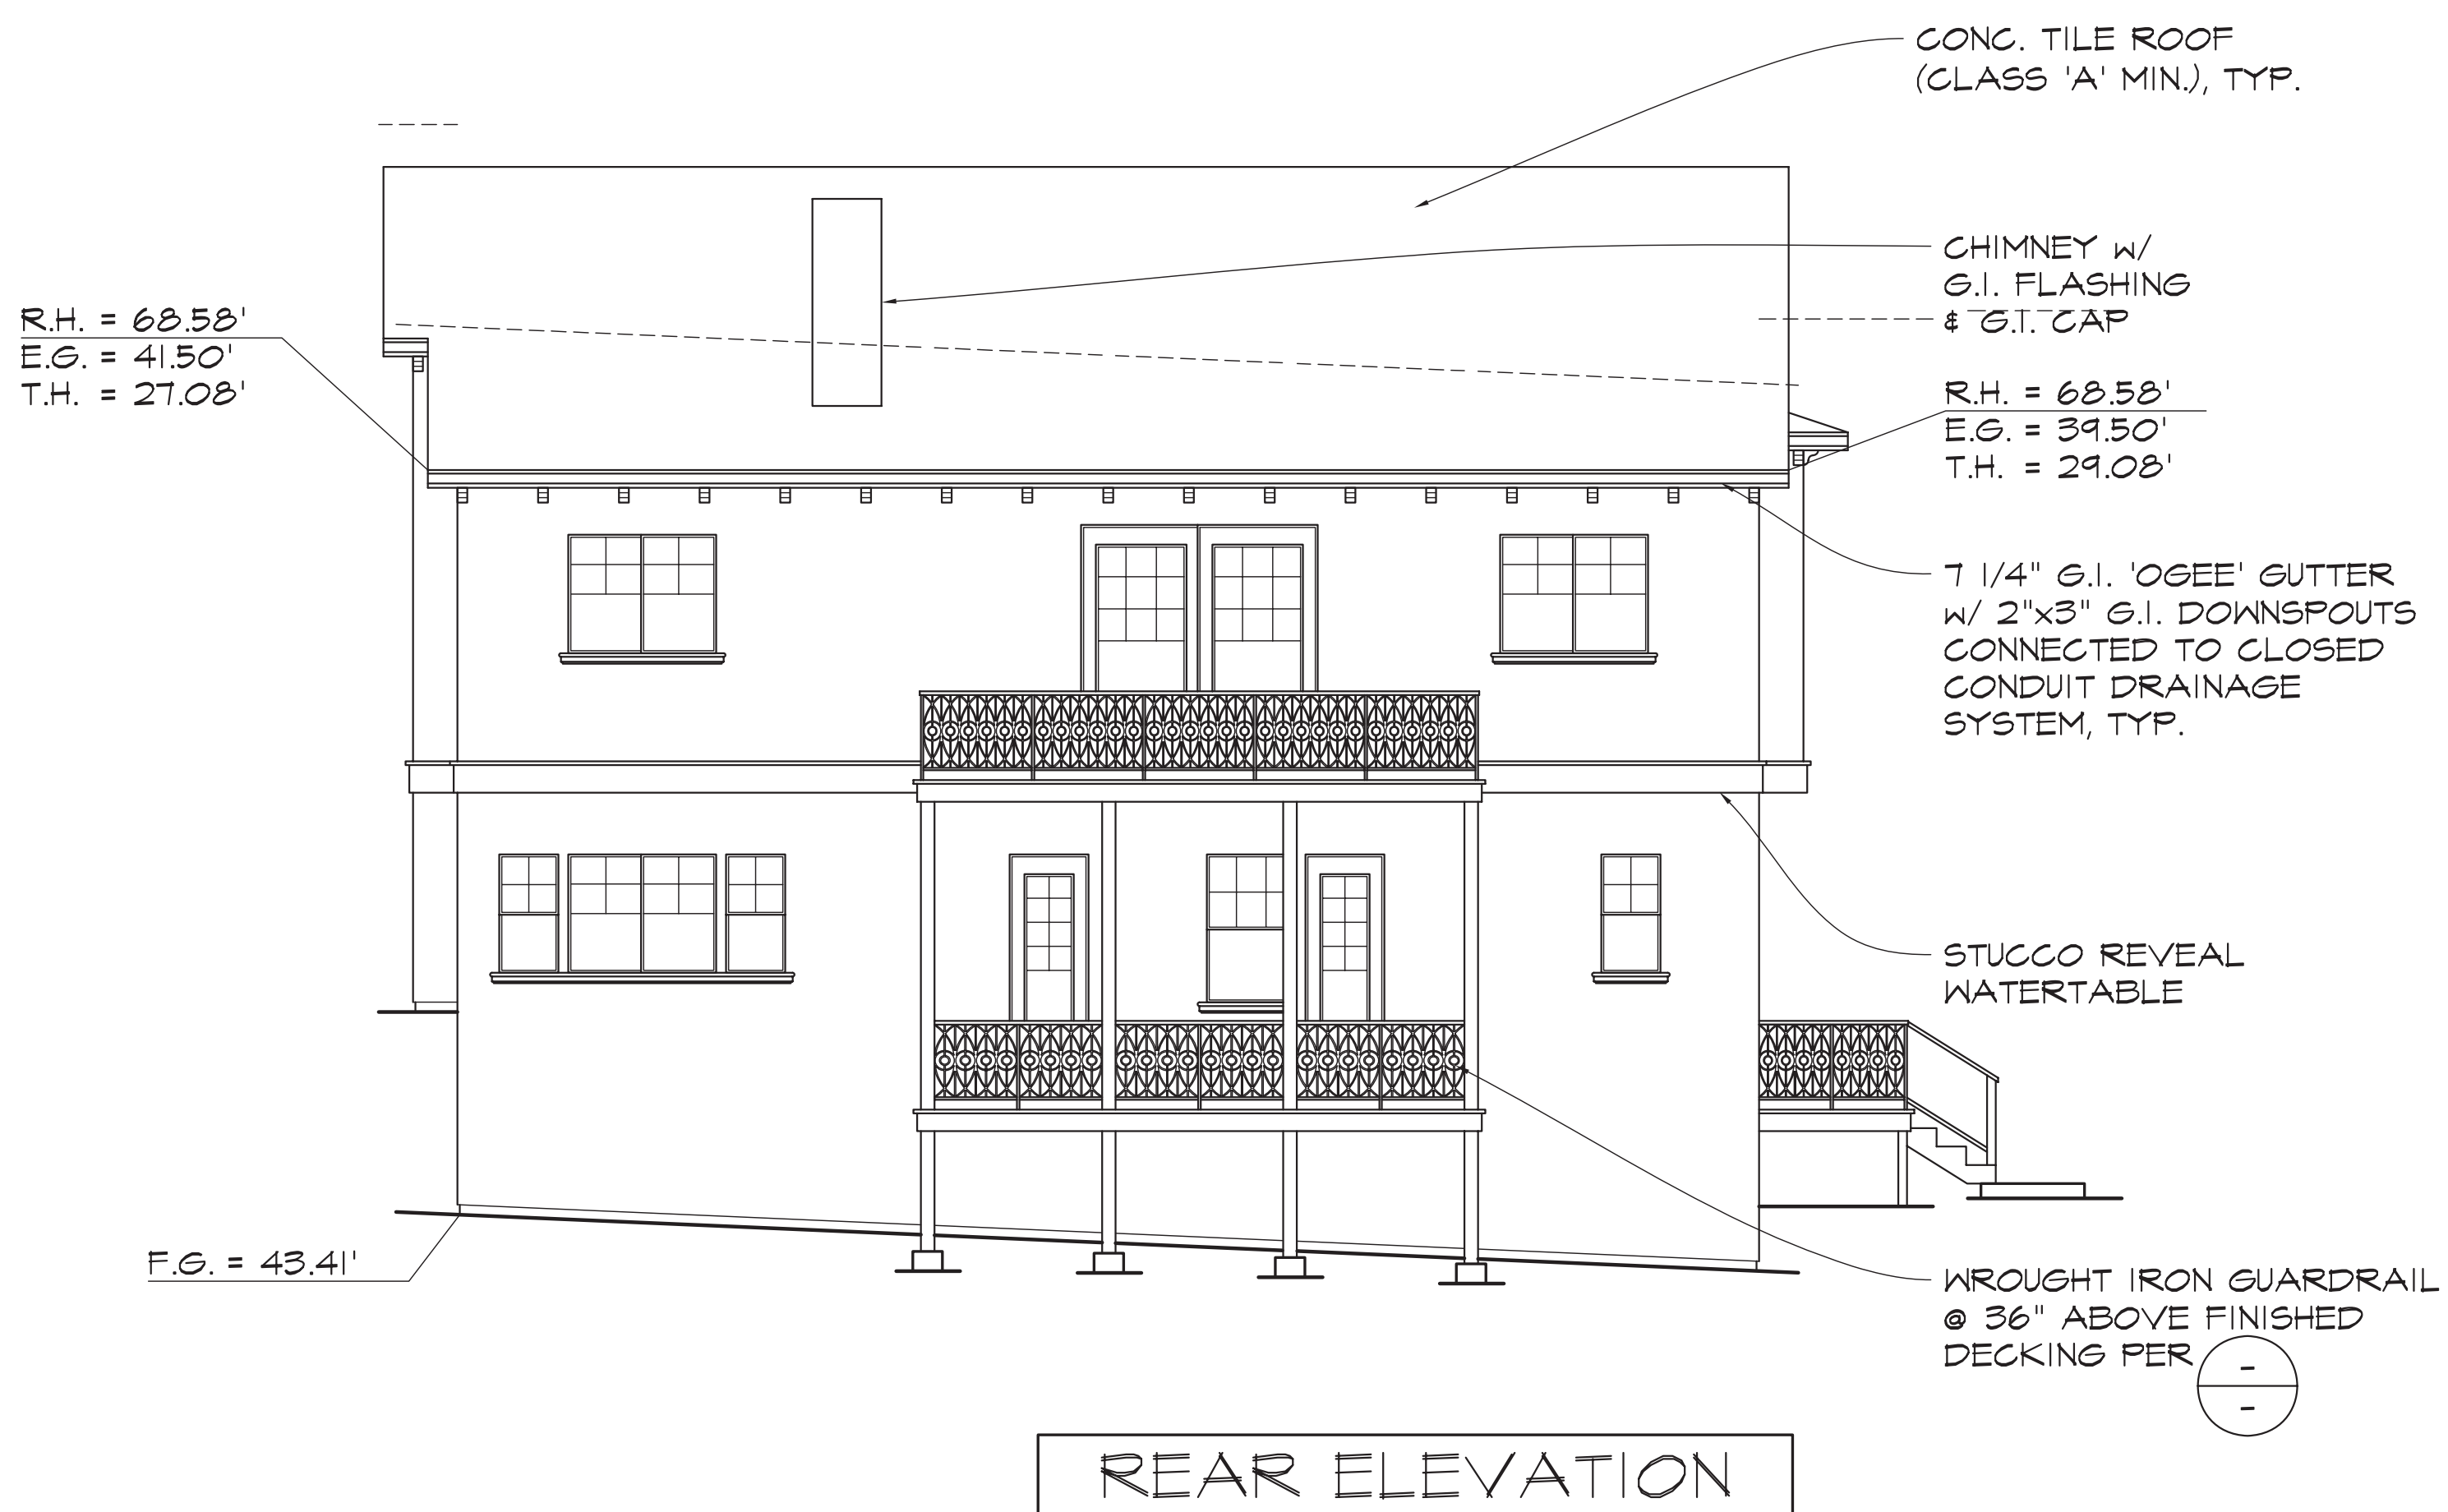 CONC. TILE ROOF
(CLASS 'A' MIN.), TYP.
CHIMNEY w/
G.I. FLASHING
& G.I. CAP
R.H. = 68.58'
E.G. = 41.50'
T.H. = 27.08'
R.H. = 68.58'
E.G. = 39.50'
T.H. = 29.08'
7 1/4" G.I. 'OGEE' GUTTER
w/ 2"x3" G.I. DOWNSPOUTS
CONNECTED TO CLOSED
CONDUIT DRAINAGE
SYSTEM, TYP.
STUCCO REVEAL
WATERTABLE
F.G. = 43.41'
WROUGHT IRON GUARDRAIL
@ 36" ABOVE FINISHED
DECKING PER
-
-
REAR ELEVATION